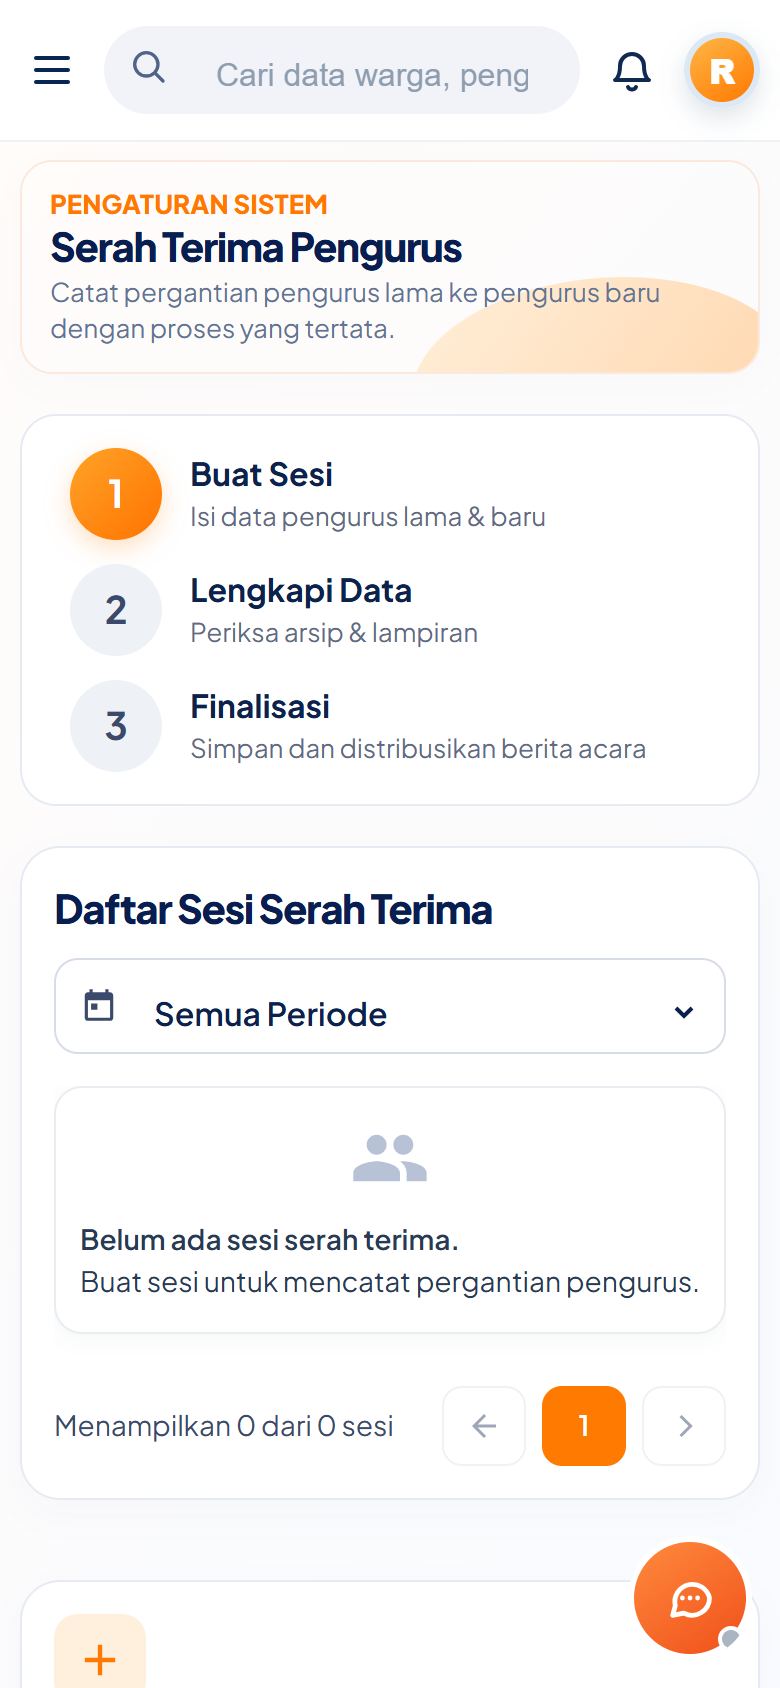 Cari data warga, peng
R
PENGATURAN SISTEM
Serah Terima Pengurus
Catat pergantian pengurus lama ke pengurus baru
dengan proses yang tertata.
1
Buat Sesi
Isi data pengurus lama & baru
2
Lengkapi Data
Periksa arsip & lampiran
3
Finalisasi
Simpan dan distribusikan berita acara
Daftar Sesi Serah Terima
Semua Periode
Belum ada sesi serah terima.
Buat sesi untuk mencatat pergantian pengurus.
Menampilkan 0 dari 0 sesi
1